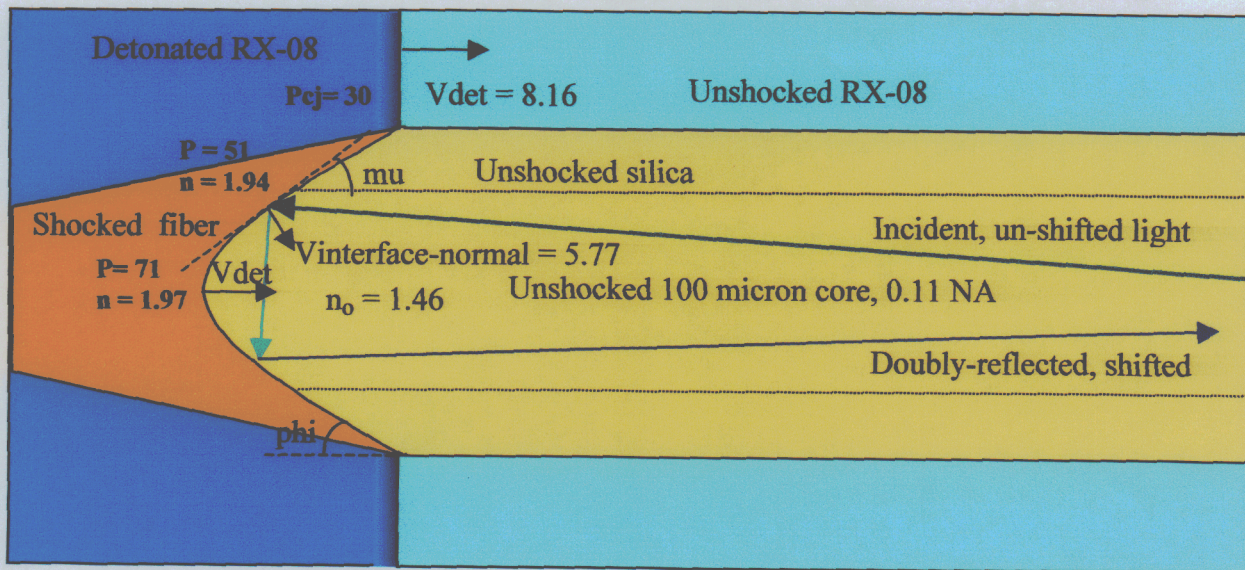 Detonated RX-08
Pcj= 30
Vdet = 8.16
Unshocked RX-08
P = 51
n = 1.94
mu
Unshocked silica
Shocked fiber
Incident, un-shifted light
P= 71
n = 1.97
Vdet
Vinterface-normal = 5.77
nₒ = 1.46
Unshocked 100 micron core, 0.11 NA
Doubly-reflected, shifted
phi